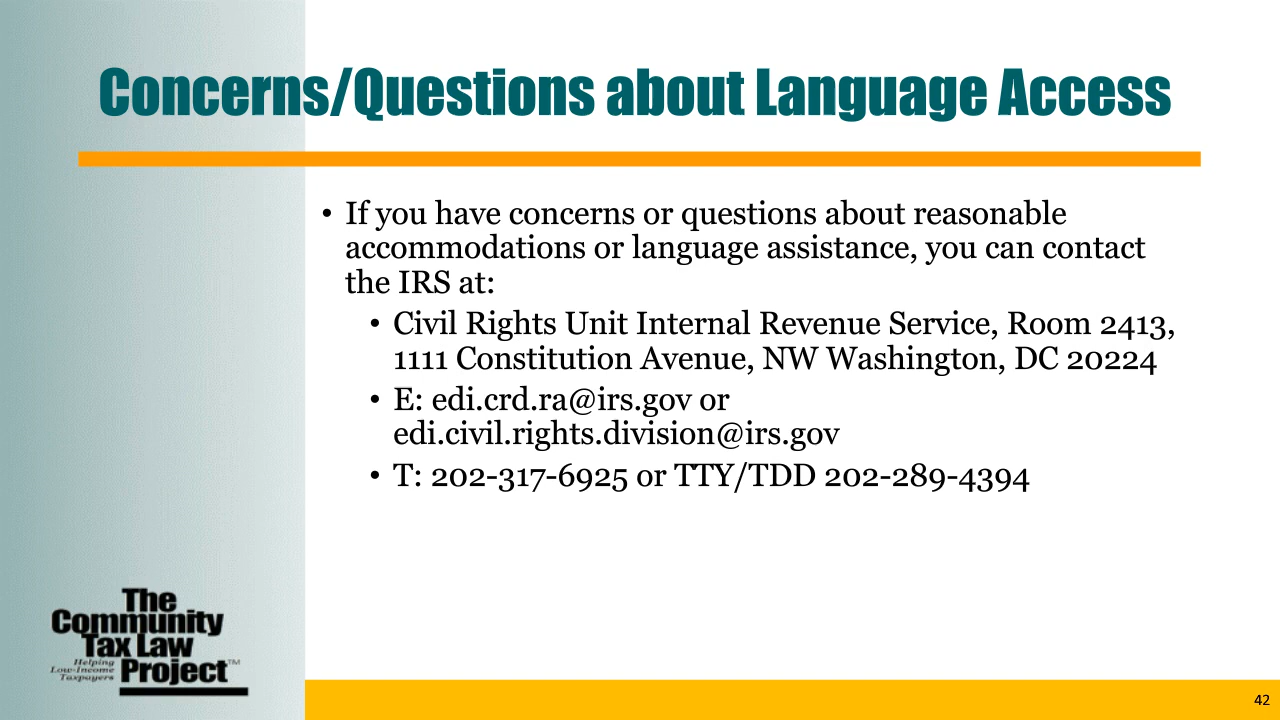 Concerns/Questions about Language Access
• If you have concerns or questions about reasonable
accommodations or language assistance, you can contact
the IRS at:
• Civil Rights Unit Internal Revenue Service, Room 2413,
1111 Constitution Avenue, NW Washington, DC 20224
• E: edi.crd.ra@irs.gov or
edi.civil.rights.division@irs.gov
• T: 202-317-6925 or TTY/TDD 202-289-4394
The
Community
Tax Law
Project™
Helping
Low-Income
Taxpayers
42